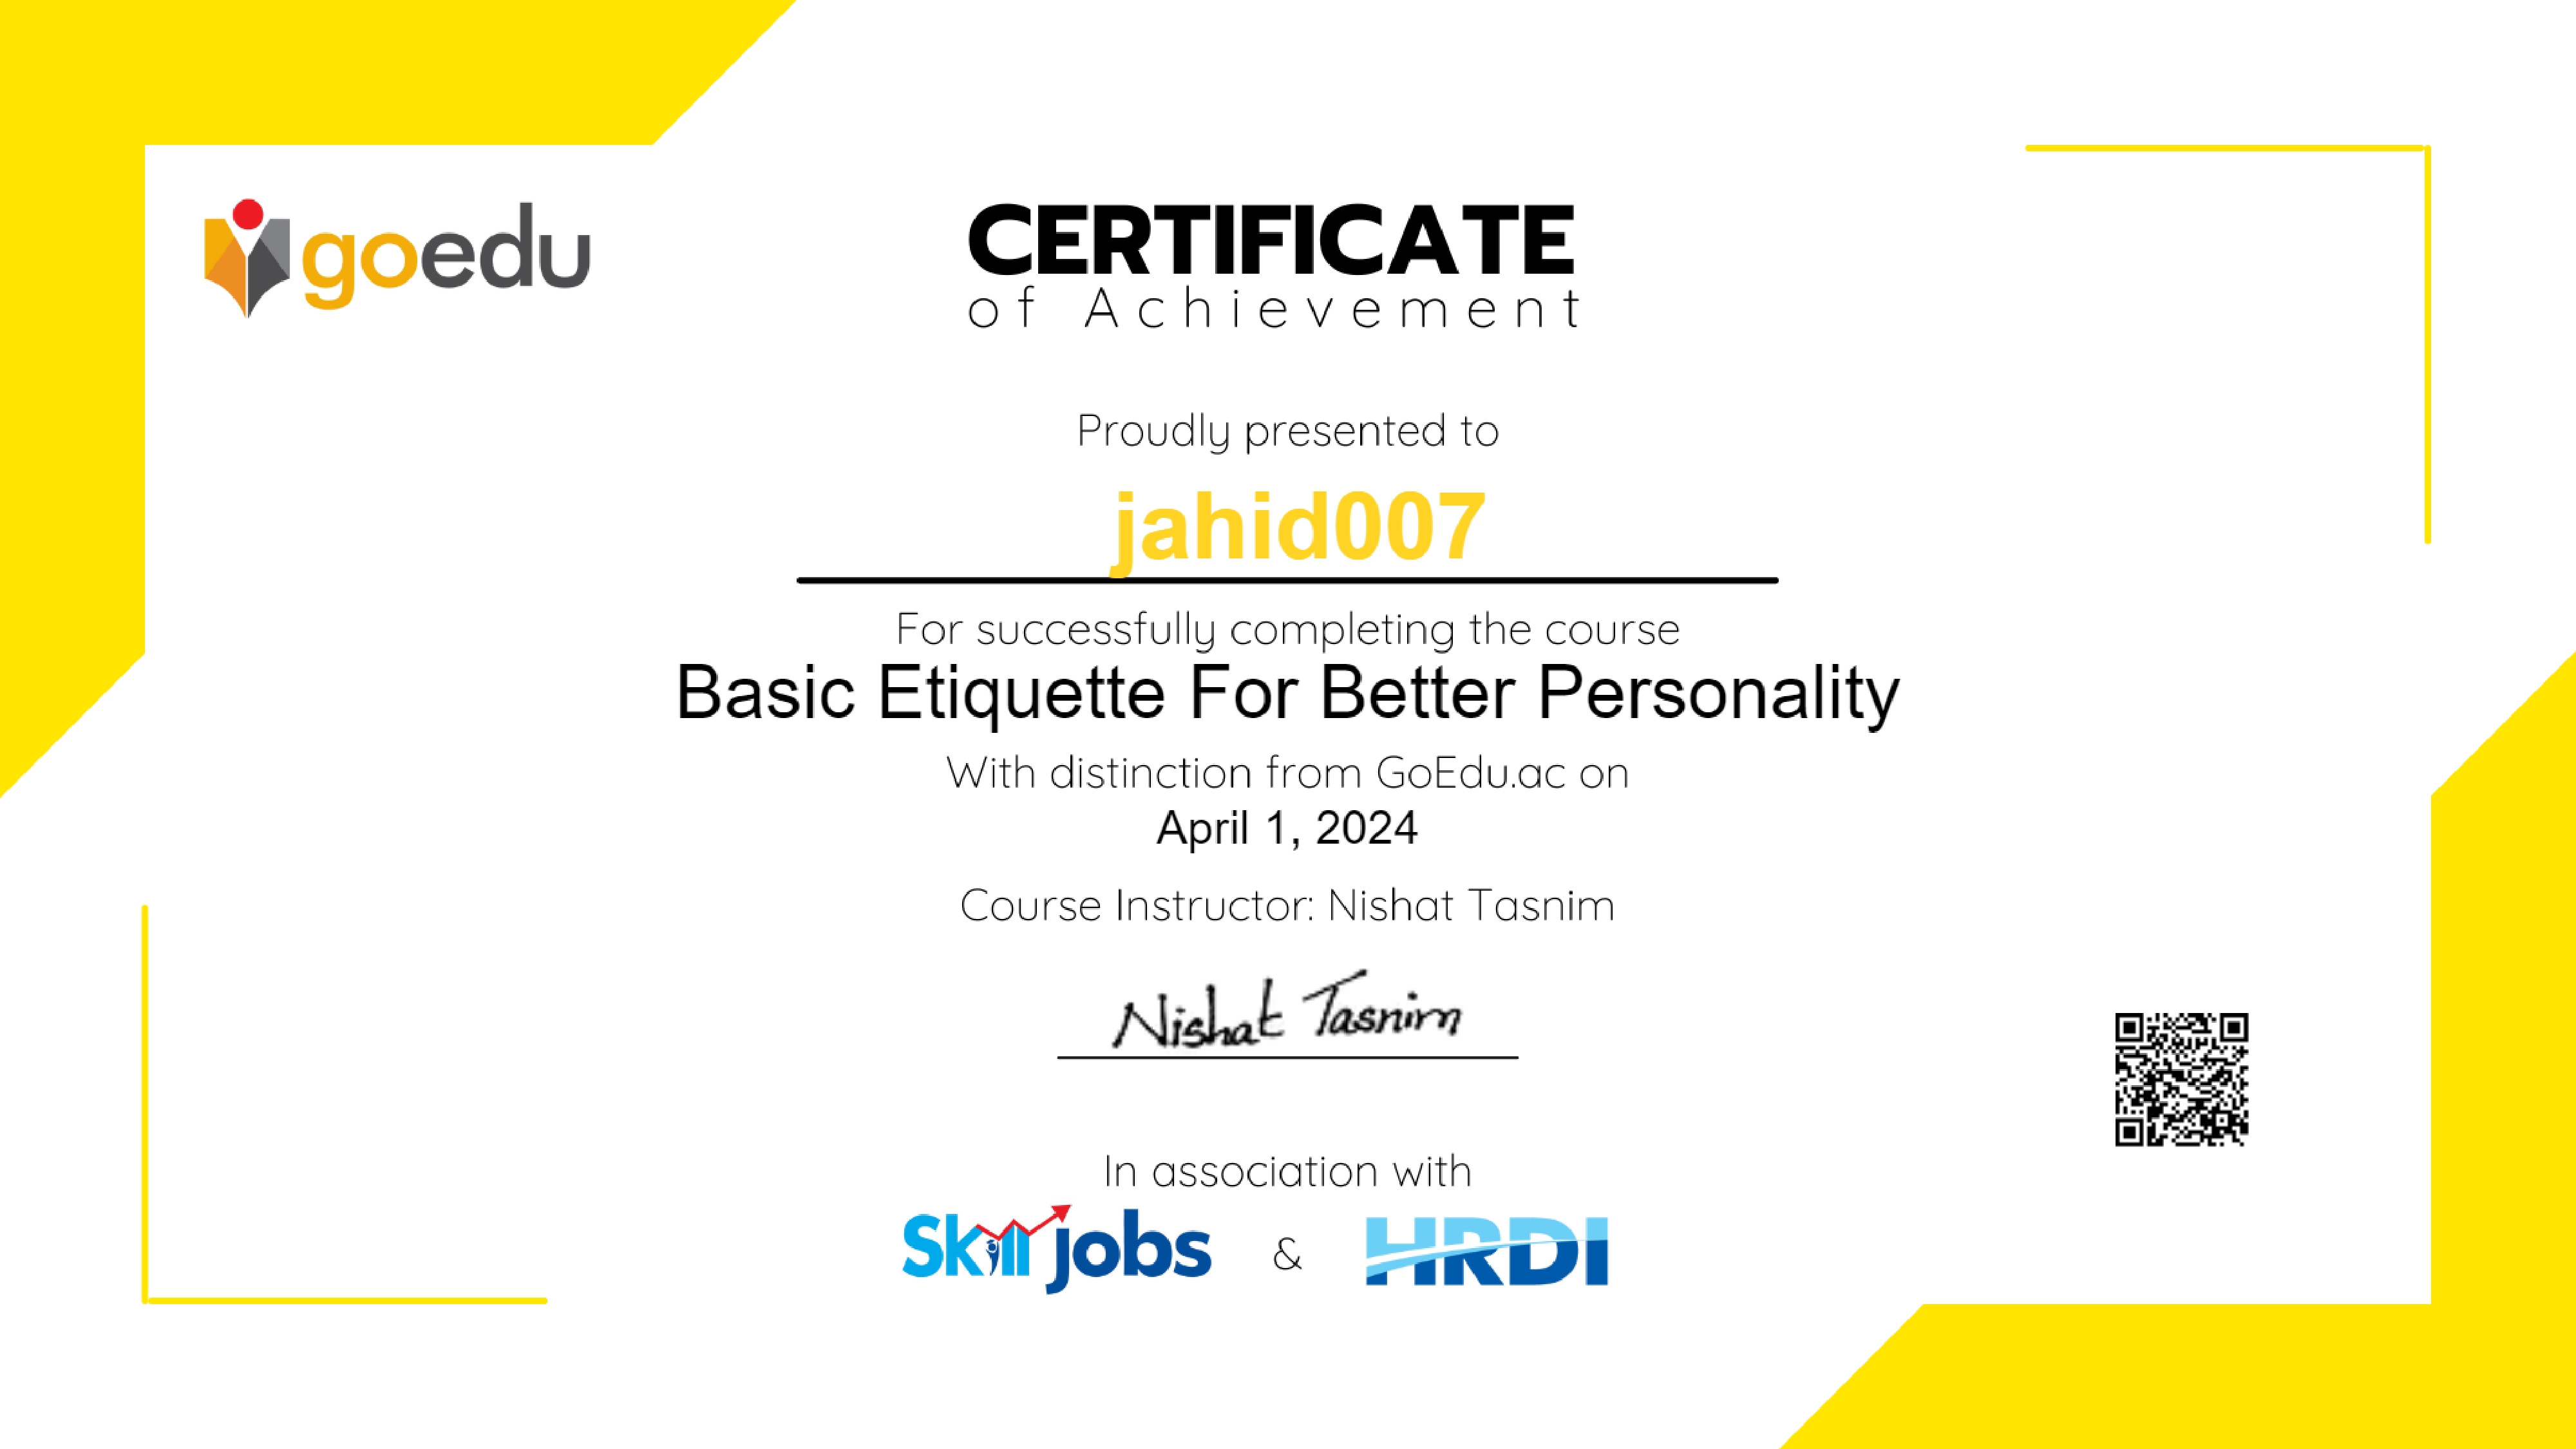 goedu
CERTIFICATE
of Achievement
Proudly presented to
jahid007
For successfully completing the course
Basic Etiquette For Better Personality
With distinction from GoEdu.ac on
April 1, 2024
Course Instructor: Nishat Tasnim
Nishat Tasnim
In association with
Skill jobs & HRDI